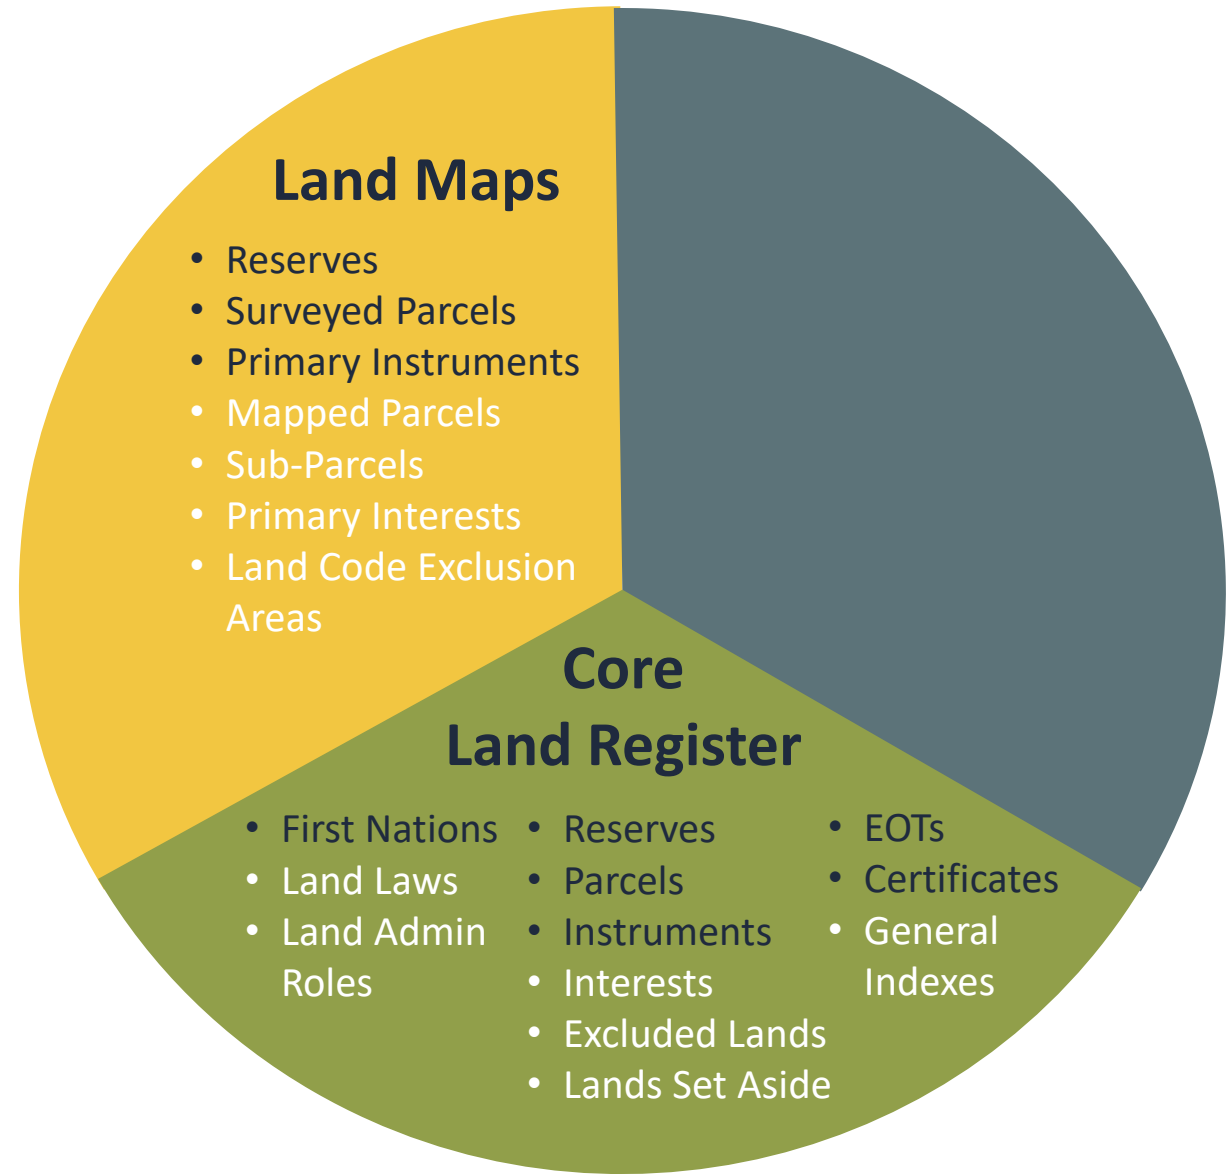 Land Maps
• Reserves
• Surveyed Parcels
• Primary Instruments
• Mapped Parcels
• Sub-Parcels
• Primary Interests
• Land Code Exclusion
Areas
Core
Land Register
• First Nations
• Land Laws
• Land Admin
Roles
• Reserves
• Parcels
• Instruments
• Interests
• Excluded Lands
• Lands Set Aside
• EOTs
• Certificates
• General
Indexes